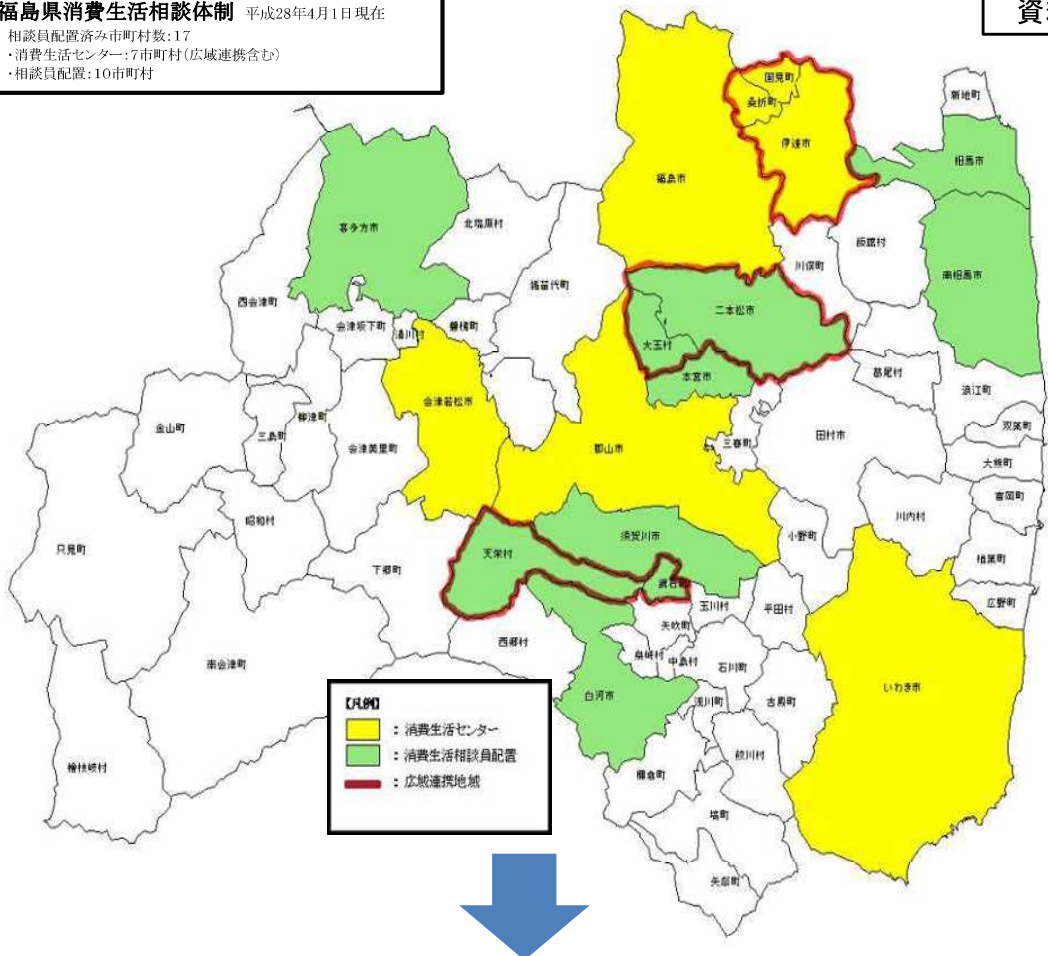 福島県消費生活相談体制 平成28年4月1日現在
相談員配置済み市町村数:17
・消費生活センター:7市町村(広域連携含む)
・相談員配置:10市町村
国見町
桑折町
伊達市
福島市
新地町
相馬市
南相馬市
飯舘村
川俣町
喜多方市
北塩原村
猪苗代町
西会津町
会津坂下町
湯川村
磐梯町
二本松市
大玉村
本宮市
葛尾村
浪江町
双葉町
大熊町
富岡町
楢葉町
広野町
川内村
田村市
三春町
郡山市
会津若松市
柳津町
三島町
金山町
会津美里町
昭和村
只見町
下郷町
南会津町
檜枝岐村
天栄村
須賀川市
小野町
玉川村
平田村
矢吹町
泉崎村
中島村
石川町
西郷村
白河市
浅川町
古殿町
鮫川村
棚倉町
塙町
矢祭町
いわき市
【凡例】
:消費生活センター
:消費生活相談員配置
:広域連携地域